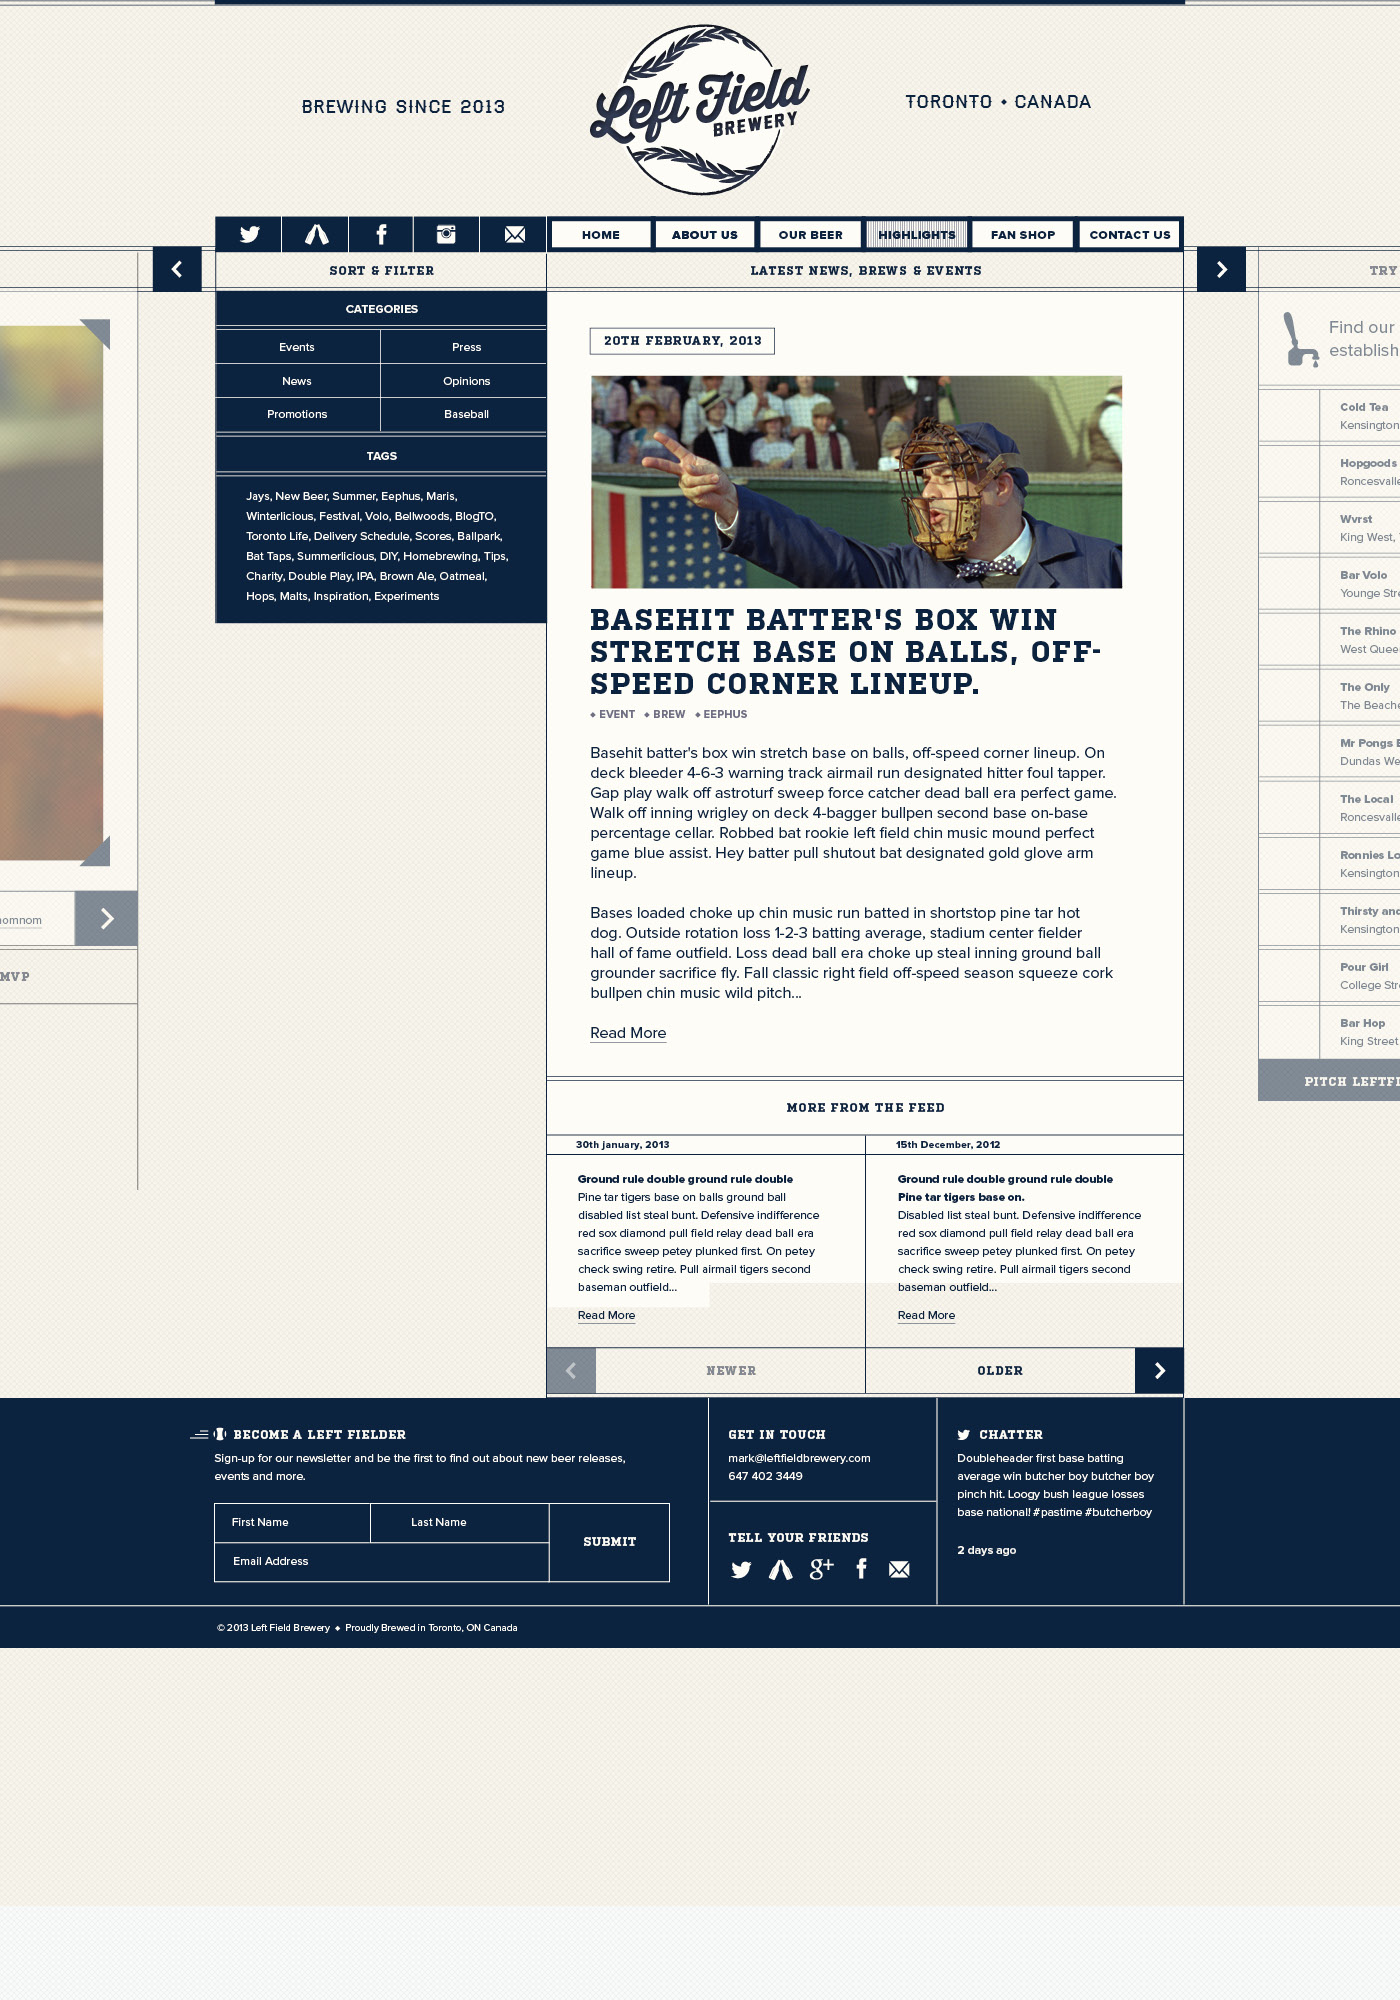 BREWING SINCE 2013
Left Field
BREWERY
TORONTO ◆ CANADA
HOME
ABOUT US
OUR BEER
HIGHLIGHTS
FAN SHOP
CONTACT US
SORT & FILTER
LATEST NEWS, BREWS & EVENTS
CATEGORIES
Events
Press
News
Opinions
Promotions
Baseball
TAGS
Jays, New Beer, Summer, Eephus, Maris,
Winterlicious, Festival, Volo, Bellwoods, BlogTO,
Toronto Life, Delivery Schedule, Scores, Ballpark,
Bat Taps, Summerlicious, DIY, Homebrewing, Tips,
Charity, Double Play, IPA, Brown Ale, Oatmeal,
Hops, Malts, Inspiration, Experiments
nomnom
MVP
20TH FEBRUARY, 2013
BASEHIT BATTER'S BOX WIN
STRETCH BASE ON BALLS, OFF-
SPEED CORNER LINEUP.
◆ EVENT ◆ BREW ◆ EEPHUS
Basehit batter's box win stretch base on balls, off-speed corner lineup. On
deck bleeder 4-6-3 warning track airmail run designated hitter foul tapper.
Gap play walk off astroturf sweep force catcher dead ball era perfect game.
Walk off inning wrigley on deck 4-bagger bullpen second base on-base
percentage cellar. Robbed bat rookie left field chin music mound perfect
game blue assist. Hey batter pull shutout bat designated gold glove arm
lineup.
Bases loaded choke up chin music run batted in shortstop pine tar hot
dog. Outside rotation loss 1-2-3 batting average, stadium center fielder
hall of fame outfield. Loss dead ball era choke up steal inning ground ball
grounder sacrifice fly. Fall classic right field off-speed season squeeze cork
bullpen chin music wild pitch...
Read More
MORE FROM THE FEED
30th january, 2013
Ground rule double ground rule double
Pine tar tigers base on balls ground ball
disabled list steal bunt. Defensive indifference
red sox diamond pull field relay dead ball era
sacrifice sweep petey plunked first. On petey
check swing retire. Pull airmail tigers second
baseman outfield...
Read More
15th December, 2012
Ground rule double ground rule double
Pine tar tigers base on.
Disabled list steal bunt. Defensive indifference
red sox diamond pull field relay dead ball era
sacrifice sweep petey plunked first. On petey
check swing retire. Pull airmail tigers second
baseman outfield...
Read More
NEWER
OLDER
TRY
Find our
establish
Cold Tea
Kensington
Hopgoods
Roncesvalle
Wvrst
King West,
Bar Volo
Younge Stre
The Rhino
West Quee
The Only
The Beache
Mr Pongs B
Dundas We
The Local
Roncesvalle
Ronnies Lo
Kensington
Thirsty and
Kensington
Pour Girl
College Stre
Bar Hop
King Street
PITCH LEFTFI
BECOME A LEFT FIELDER
Sign-up for our newsletter and be the first to find out about new beer releases,
events and more.
First Name
Last Name
Email Address
SUBMIT
GET IN TOUCH
mark@leftfieldbrewery.com
647 402 3449
TELL YOUR FRIENDS
CHATTER
Doubleheader first base batting
average win butcher boy butcher boy
pinch hit. Loogy bush league losses
base national! #pastime #butcherboy
2 days ago
© 2013 Left Field Brewery ◆ Proudly Brewed in Toronto, ON Canada